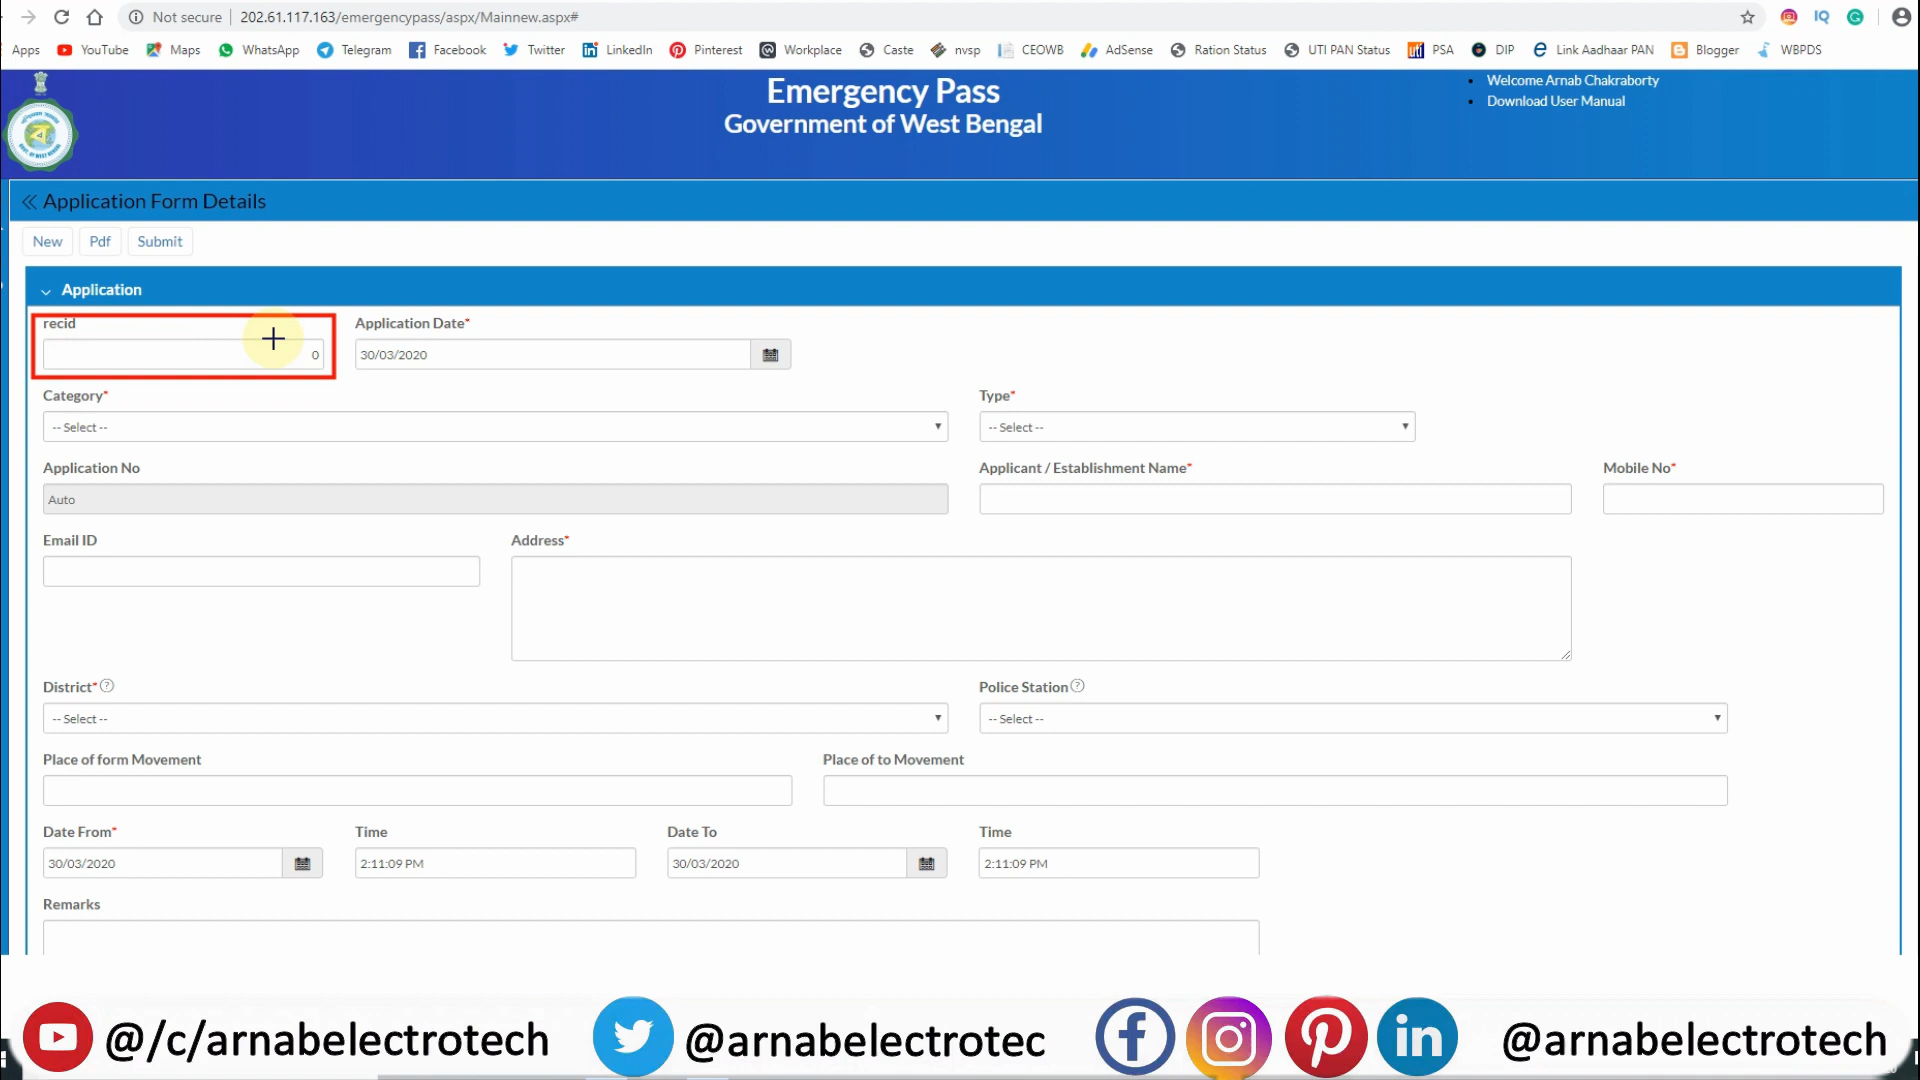 Not secure | 202.61.117.163/emergencypass/aspx/Mainnew.aspx#
Apps YouTube Maps WhatsApp Telegram Facebook Twitter LinkedIn Pinterest Workplace Caste nvsp CEOWB AdSense Ration Status UTI PAN Status PSA DIP Link Aadhaar PAN Blogger WBPDS
Emergency Pass
Government of West Bengal
Welcome Arnab Chakraborty
Download User Manual
Application Form Details
New Pdf Submit
Application
recid Application Date*
0 30/03/2020
Category* Type*
-- Select -- -- Select --
Application No Applicant / Establishment Name* Mobile No*
Auto
Email ID Address*
District* Police Station
-- Select -- -- Select --
Place of form Movement Place of to Movement
Date From* Time Date To Time
30/03/2020 2:11:09 PM 30/03/2020 2:11:09 PM
Remarks
@/c/arnabelectrotech @arnabelectrotec @arnabelectrotech